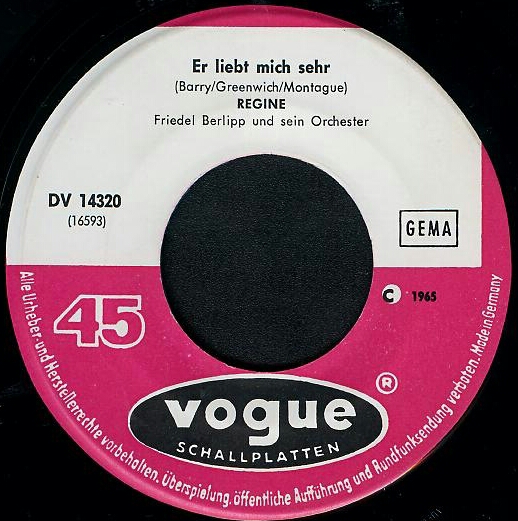 Er liebt mich sehr
(Barry/Greenwich/Montague)
REGINE
Friedel Berlipp und sein Orchester
DV 14320
(16593)
GEMA
45
C 1965
vogue ®
SCHALLPLATTEN
Alle Urheber- und Herstellerrechte vorbehalten. Überspielung, öffentliche Aufführung und Rundfunksendung verboten. Made in Germany